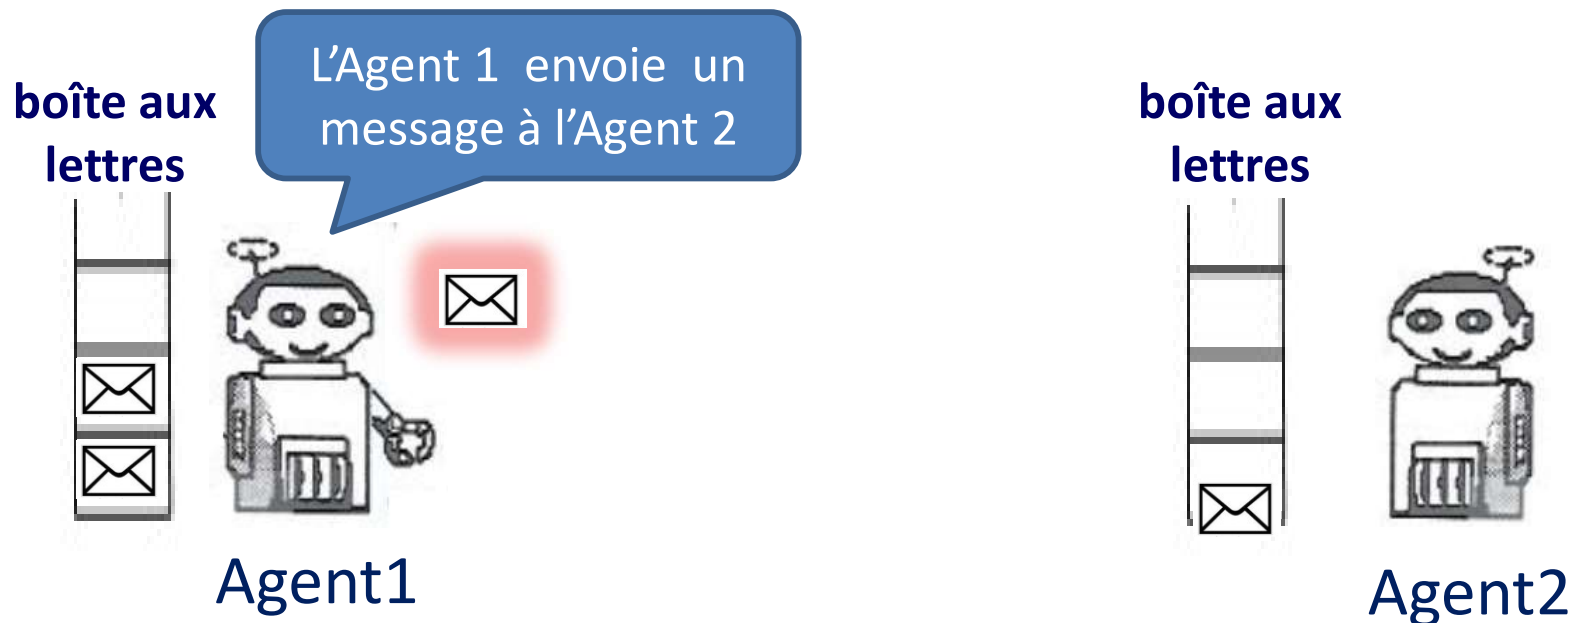 L’Agent 1 envoie un
message à l’Agent 2
boîte aux
lettres
boîte aux
lettres
Agent1
Agent2